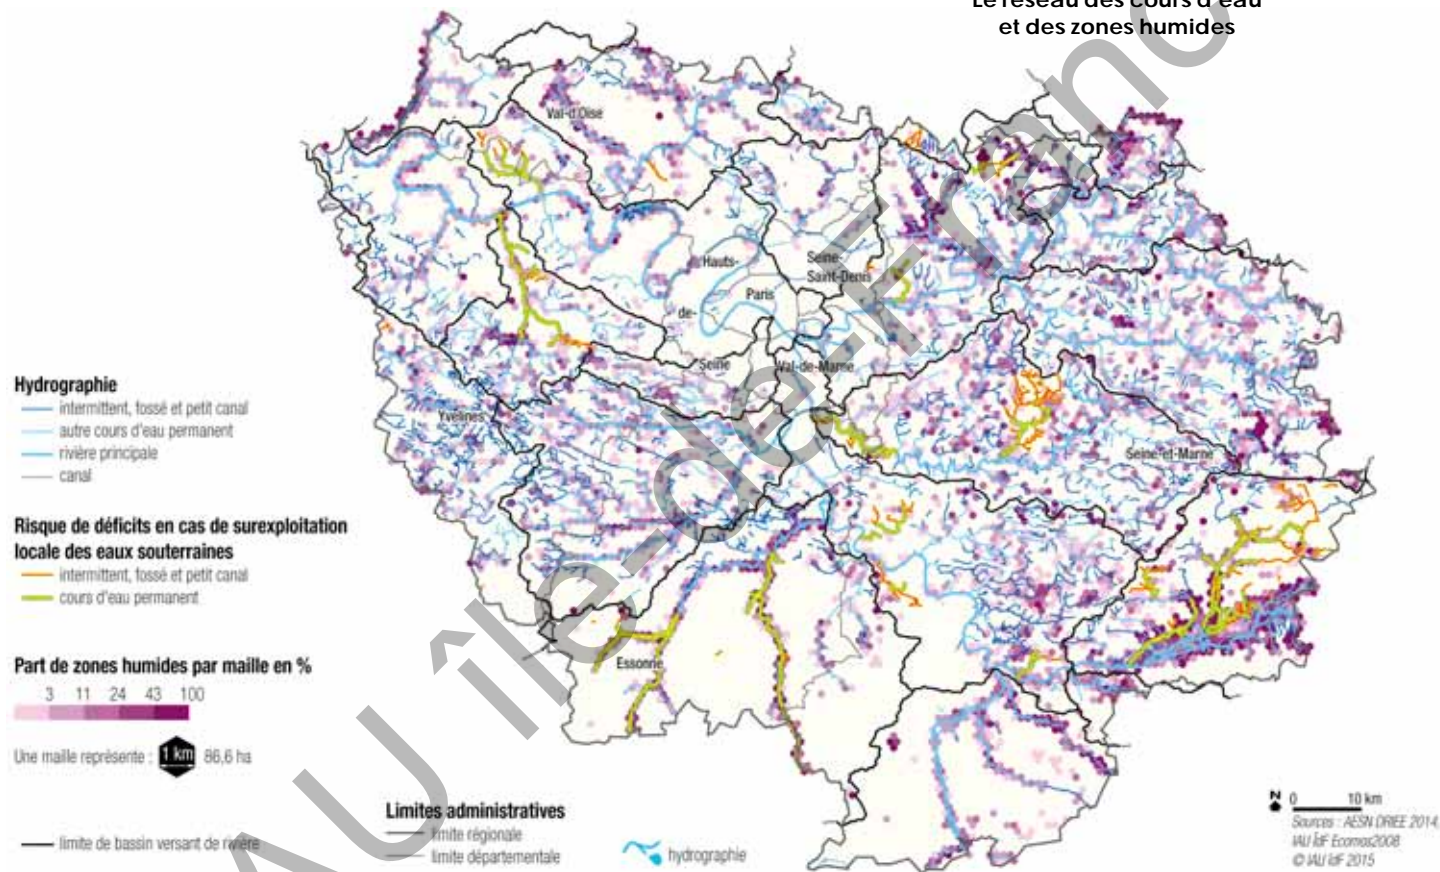 Le réseau des cours d'eau
et des zones humides
Val-d'Oise
Hauts-
Seine-
Saint-Denis
Paris
de-
Seine
Val-de-Marne
Yvelines
Seine-et-Marne
Essonne
Hydrographie
intermittent, fossé et petit canal
autre cours d'eau permanent
rivière principale
canal
Risque de déficits en cas de surexploitation
locale des eaux souterraines
intermittent, fossé et petit canal
cours d'eau permanent
Part de zones humides par maille en %
3 11 24 43 100
Une maille représente : 1 km 86,6 ha
limite de bassin versant de rivière
Limites administratives
limite régionale
limite départementale
hydrographie
N 0 10 km
Sources : AESN DRIEE 2014,
IAU îdF Ecomos2008
© IAU îdF 2015
AU île-de-Franc